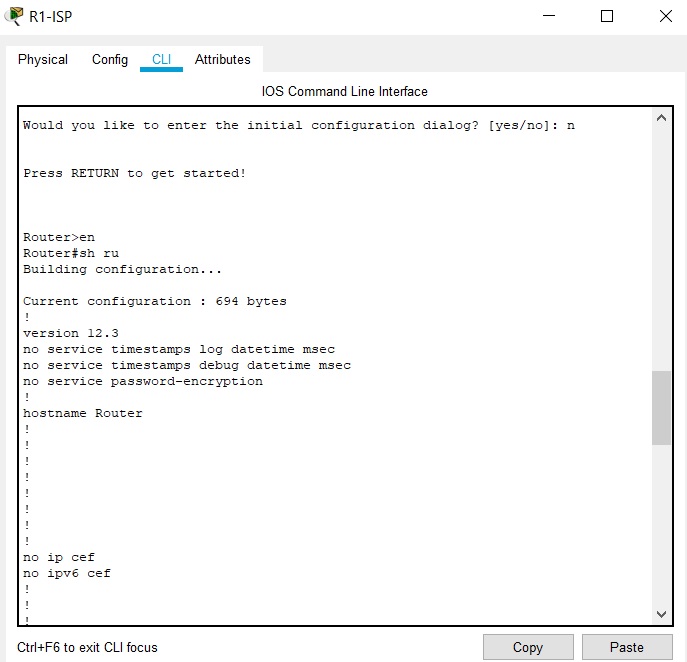 R1-ISP
Physical Config CLI Attributes
IOS Command Line Interface
Would you like to enter the initial configuration dialog? [yes/no]: n
Press RETURN to get started!
Router>en
Router#sh ru
Building configuration...
Current configuration : 694 bytes
!
version 12.3
no service timestamps log datetime msec
no service timestamps debug datetime msec
no service password-encryption
!
hostname Router
!
!
!
!
!
!
!
!
no ip cef
no ipv6 cef
!
!
!
Ctrl+F6 to exit CLI focus
Copy Paste